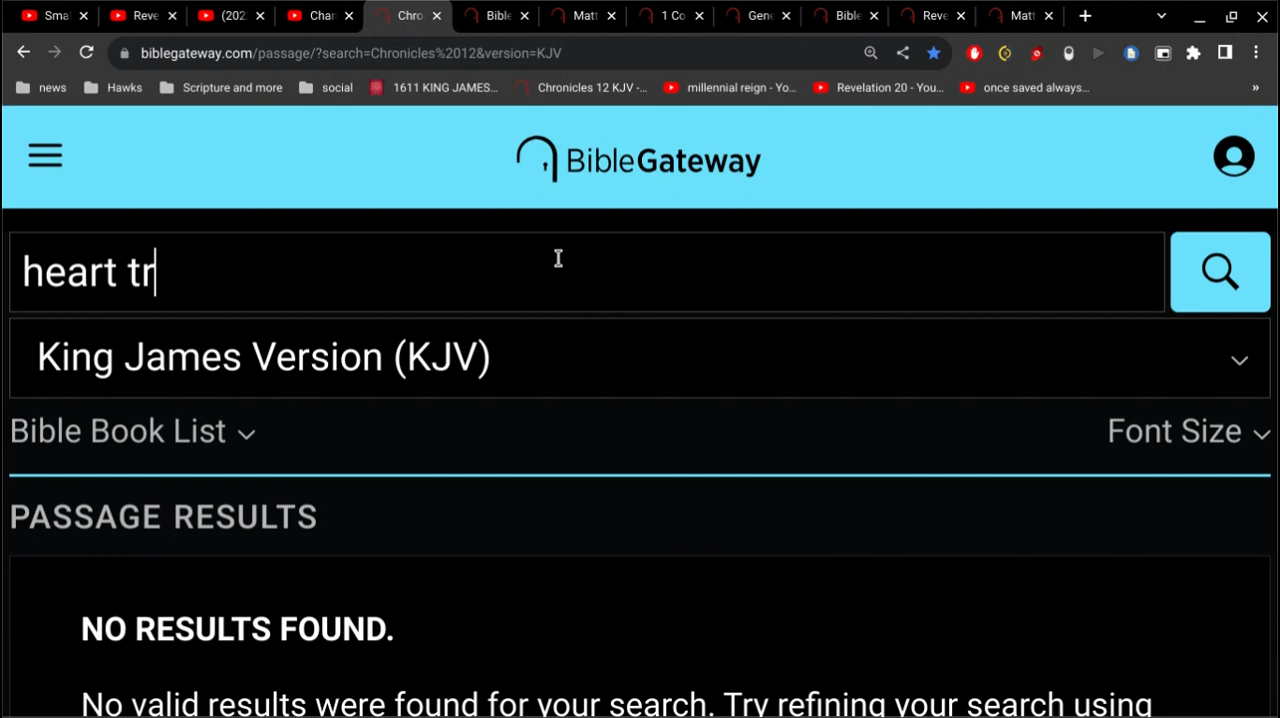 Sma
Reve
(202
Char
Chro
Bible
Matt
1 Co
Gene
Bible
Reve
Matt
biblegateway.com/passage/?search=Chronicles%2012&version=KJV
news
Hawks
Scripture and more
social
1611 KING JAMES...
Chronicles 12 KJV -...
millennial reign - Yo...
Revelation 20 - You...
once saved always...
»
BibleGateway
heart tr
King James Version (KJV)
Bible Book List
Font Size
PASSAGE RESULTS
NO RESULTS FOUND.
No valid results were found for your search. Try refining your search using